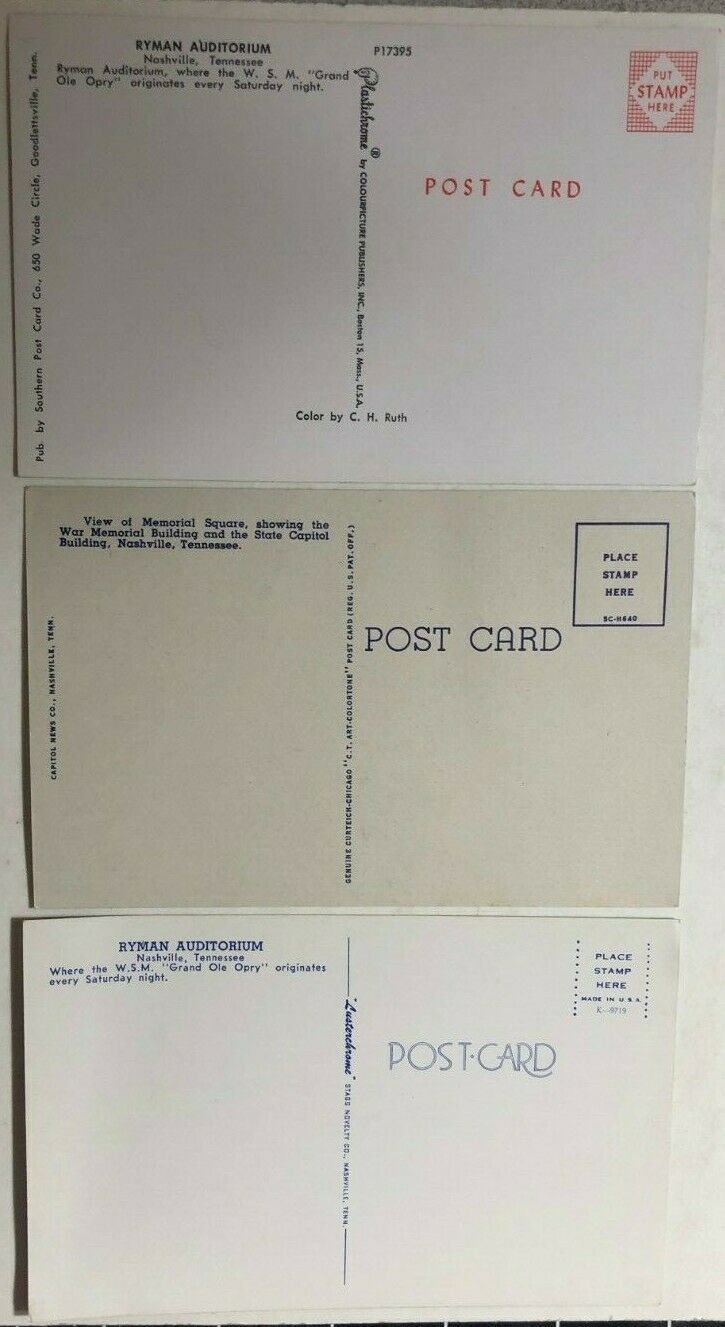 RYMAN AUDITORIUM
Nashville, Tennessee
Ryman Auditorium, where the W. S. M. "Grand
Ole Opry" originates every Saturday night.
P17395
PUT
STAMP
HERE
POST CARD
Plastichrome® by COLOURPICTURE PUBLISHERS, INC., Boston 15, Mass., U.S.A.
Color by C. H. Ruth
Pub. by Southern Post Card Co., 650 Wade Circle, Goodlettsville, Tenn.
View of Memorial Square, showing the
War Memorial Building and the State Capitol
Building, Nashville, Tennessee.
CAPITOL NEWS CO., NASHVILLE, TENN.
GENUINE CURTEICH-CHICAGO "C.T. ART-COLORTONE" POST CARD (REG. U.S. PAT. OFF.)
PLACE
STAMP
HERE
5C-H640
POST CARD
RYMAN AUDITORIUM
Nashville, Tennessee
Where the W.S.M. "Grand Ole Opry" originates
every Saturday night.
"Lusterchrome" STAGS NOVELTY CO., NASHVILLE, TENN.
PLACE
STAMP
HERE
MADE IN U.S.A.
K—9719
POST·CARD